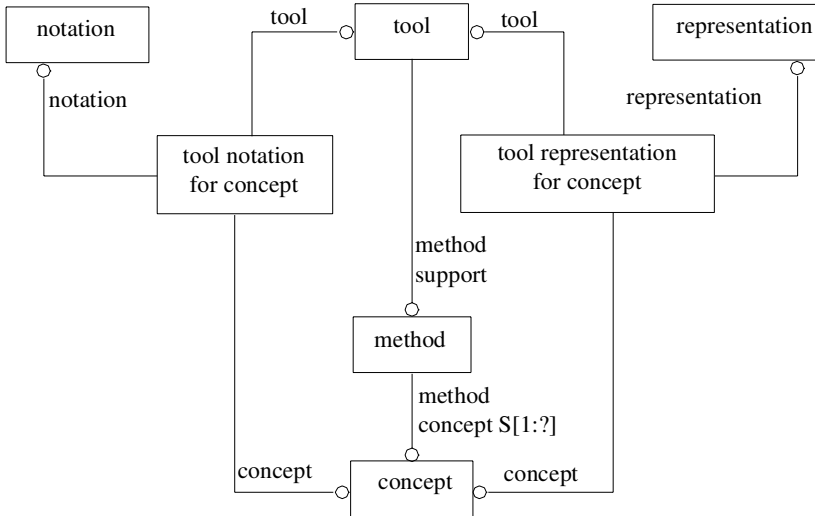 notation
tool
tool
tool
representation
notation
representation
tool notation
for concept
tool representation
for concept
method
support
method
method
concept S[1:?]
concept
concept
concept